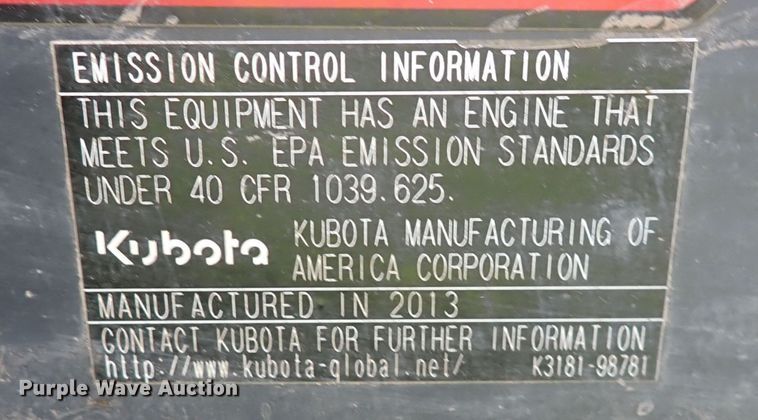 EMISSION CONTROL INFORMATION
THIS EQUIPMENT HAS AN ENGINE THAT
MEETS U.S. EPA EMISSION STANDARDS
UNDER 40 CFR 1039.625.
Kubota
KUBOTA MANUFACTURING OF
AMERICA CORPORATION
MANUFACTURED IN 2013
CONTACT KUBOTA FOR FURTHER INFORMATION
http://www.kubota-global.net/ K3181-98781
Purple Wave Auction